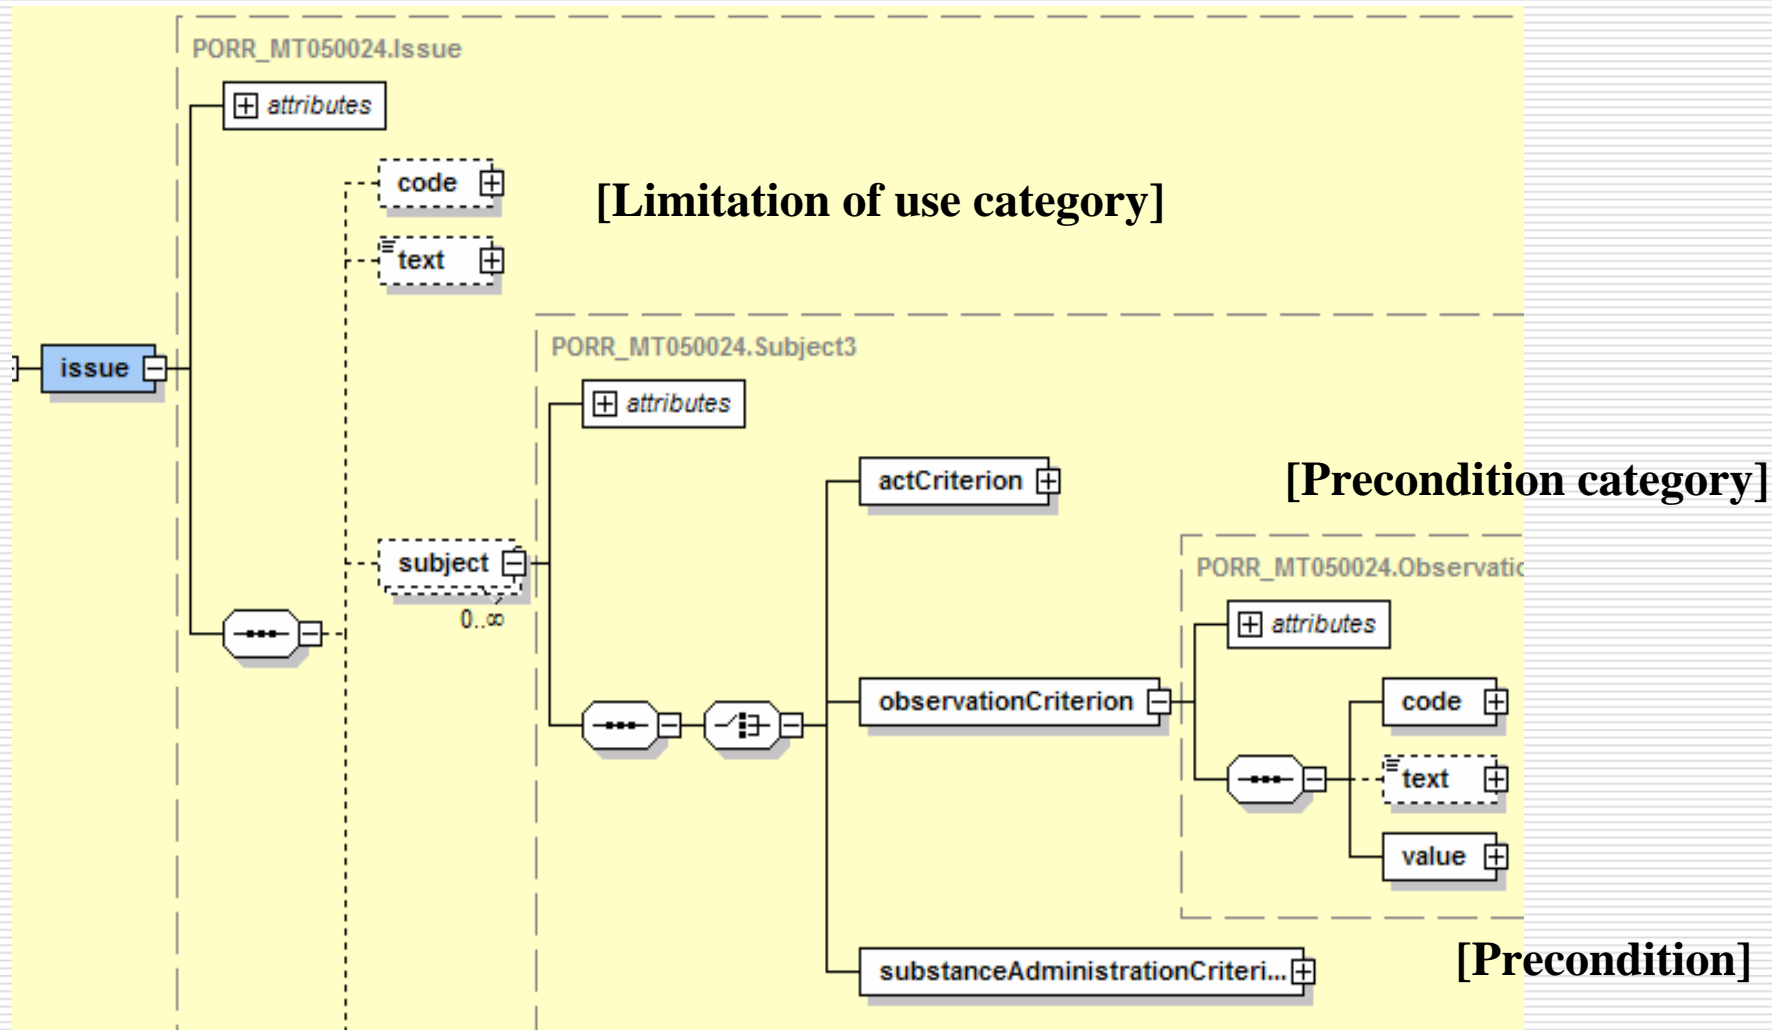 PORR_MT050024.Issue
attributes
code
[Limitation of use category]
text
PORR_MT050024.Subject3
issue
attributes
actCriterion
[Precondition category]
subject
0..∞
PORR_MT050024.Observatic
attributes
observationCriterion
code
text
value
substanceAdministrationCriteri...
[Precondition]